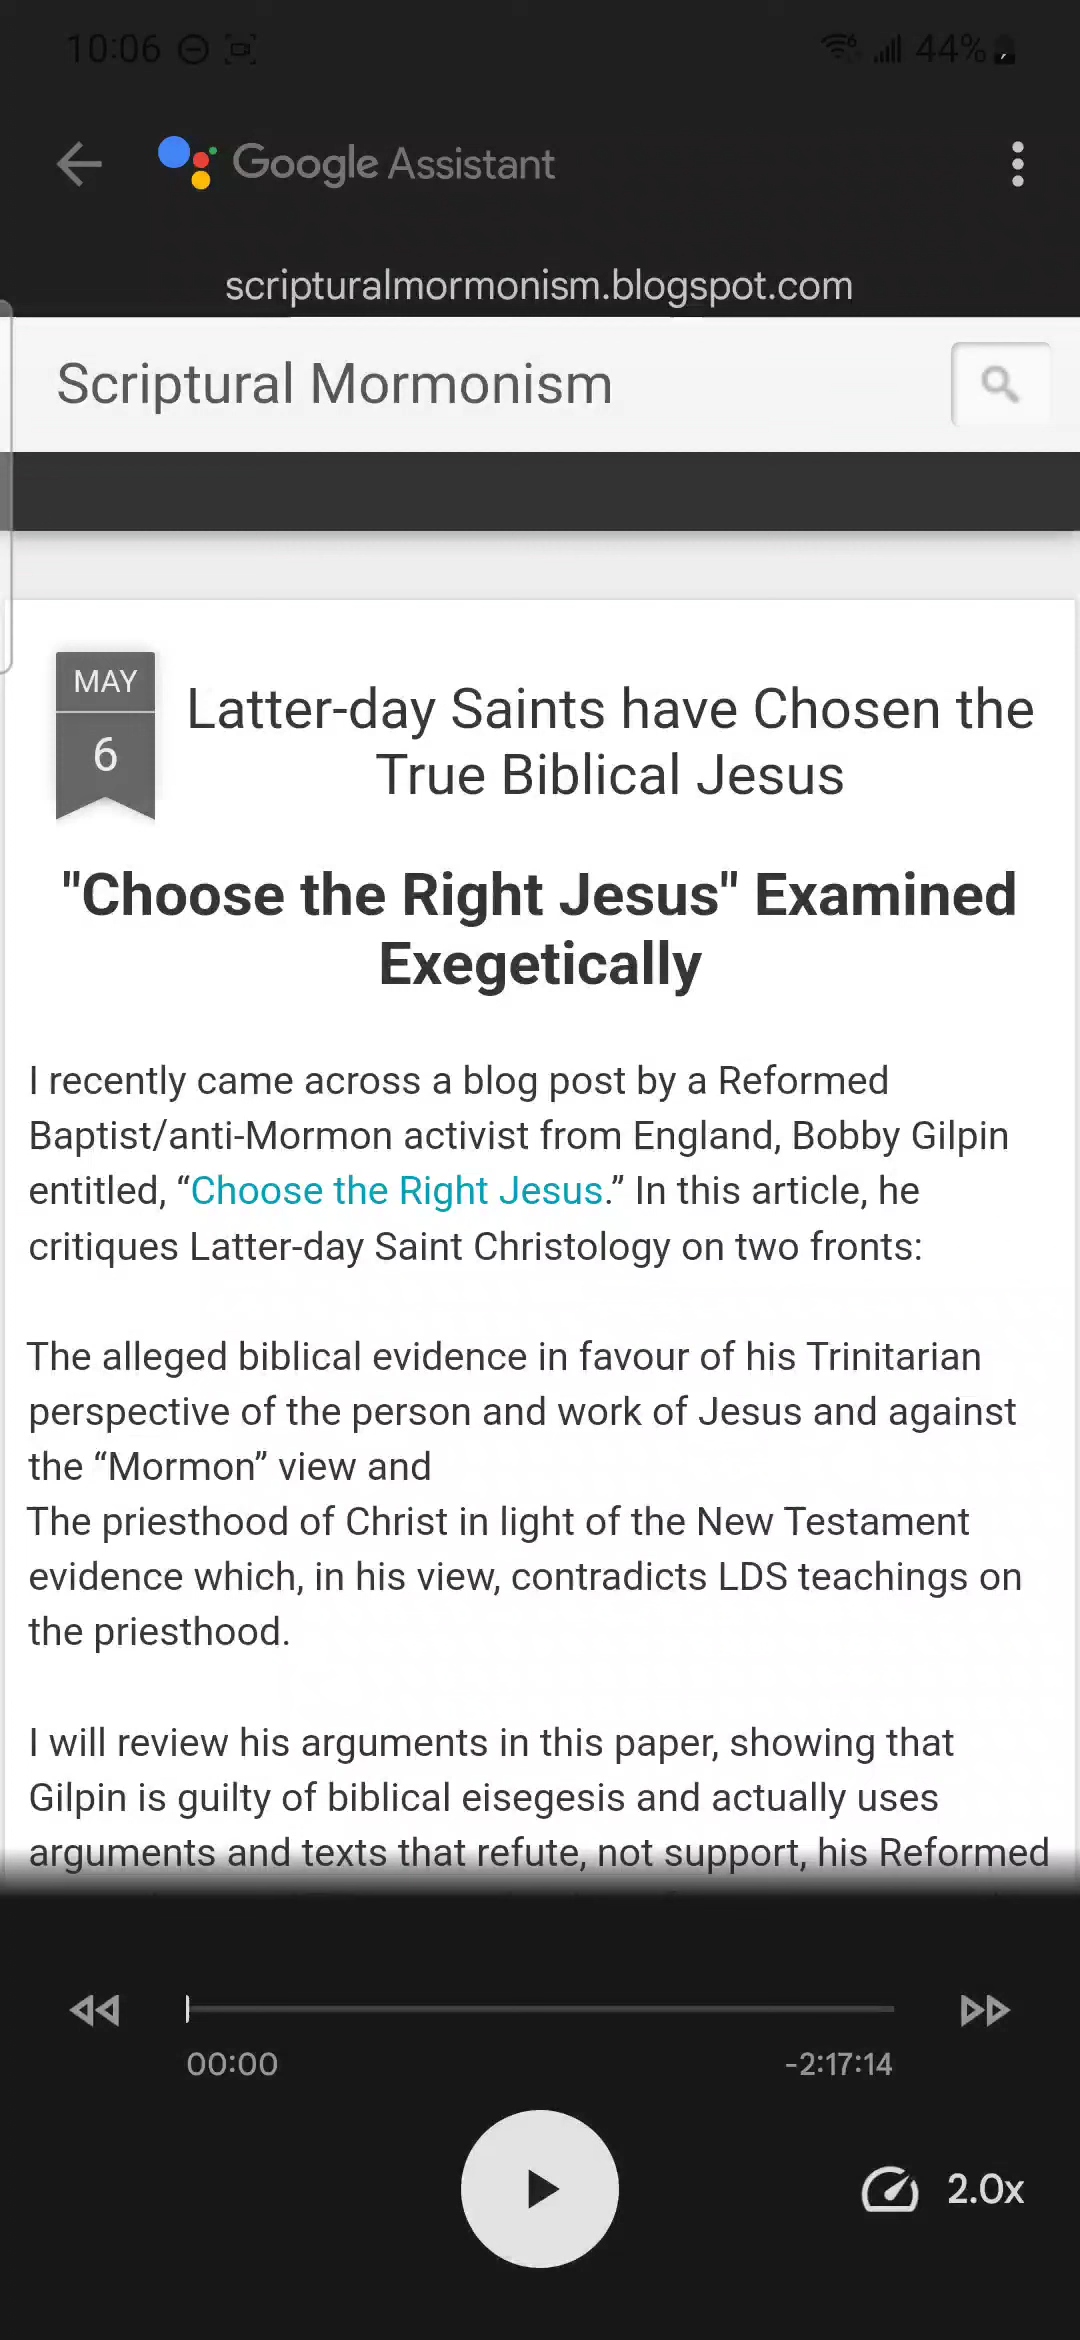 10:06
44%
Google Assistant
scripturalmormonism.blogspot.com
Scriptural Mormonism
MAY
6
Latter-day Saints have Chosen the
True Biblical Jesus
"Choose the Right Jesus" Examined
Exegetically
I recently came across a blog post by a Reformed
Baptist/anti-Mormon activist from England, Bobby Gilpin
entitled, “Choose the Right Jesus.” In this article, he
critiques Latter-day Saint Christology on two fronts:
The alleged biblical evidence in favour of his Trinitarian
perspective of the person and work of Jesus and against
the “Mormon” view and
The priesthood of Christ in light of the New Testament
evidence which, in his view, contradicts LDS teachings on
the priesthood.
I will review his arguments in this paper, showing that
Gilpin is guilty of biblical eisegesis and actually uses
arguments and texts that refute, not support, his Reformed
00:00
-2:17:14
2.0x